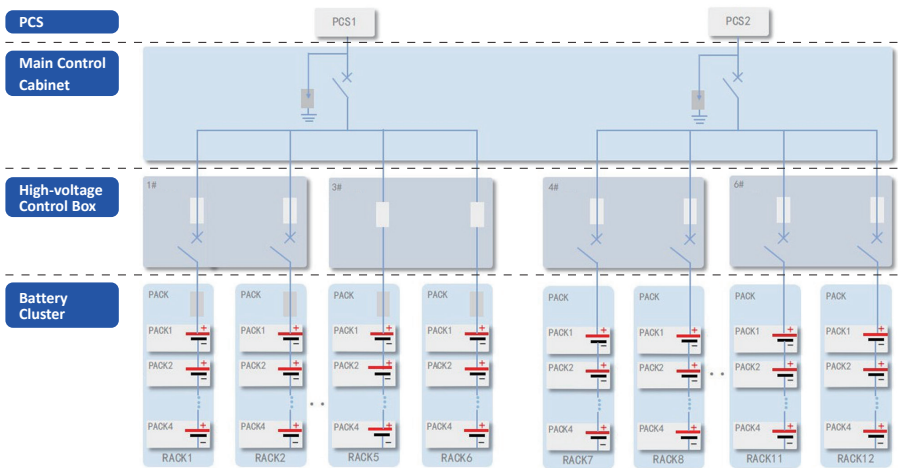 PCS
PCS1
PCS2
Main Control
Cabinet
High-voltage
Control Box
1#
3#
4#
6#
Battery
Cluster
PACK
PACK
PACK
PACK
PACK
PACK
PACK
PACK
PACK1
PACK1
PACK1
PACK1
PACK1
PACK1
PACK1
PACK1
PACK2
PACK2
PACK2
PACK2
PACK2
PACK2
PACK2
PACK2
PACK4
PACK4
PACK4
PACK4
PACK4
PACK4
PACK4
PACK4
RACK1
RACK2
RACK5
RACK6
RACK7
RACK8
RACK11
RACK12